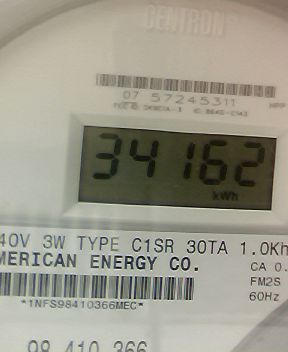 CENTRON
07 57245311
34162
kWh
40V 3W TYPE C1SR 30TA 1.0Kh
MERICAN ENERGY CO.
CA 0.
FM2S
60Hz
*1NFS98410366MEC*
98 410 366